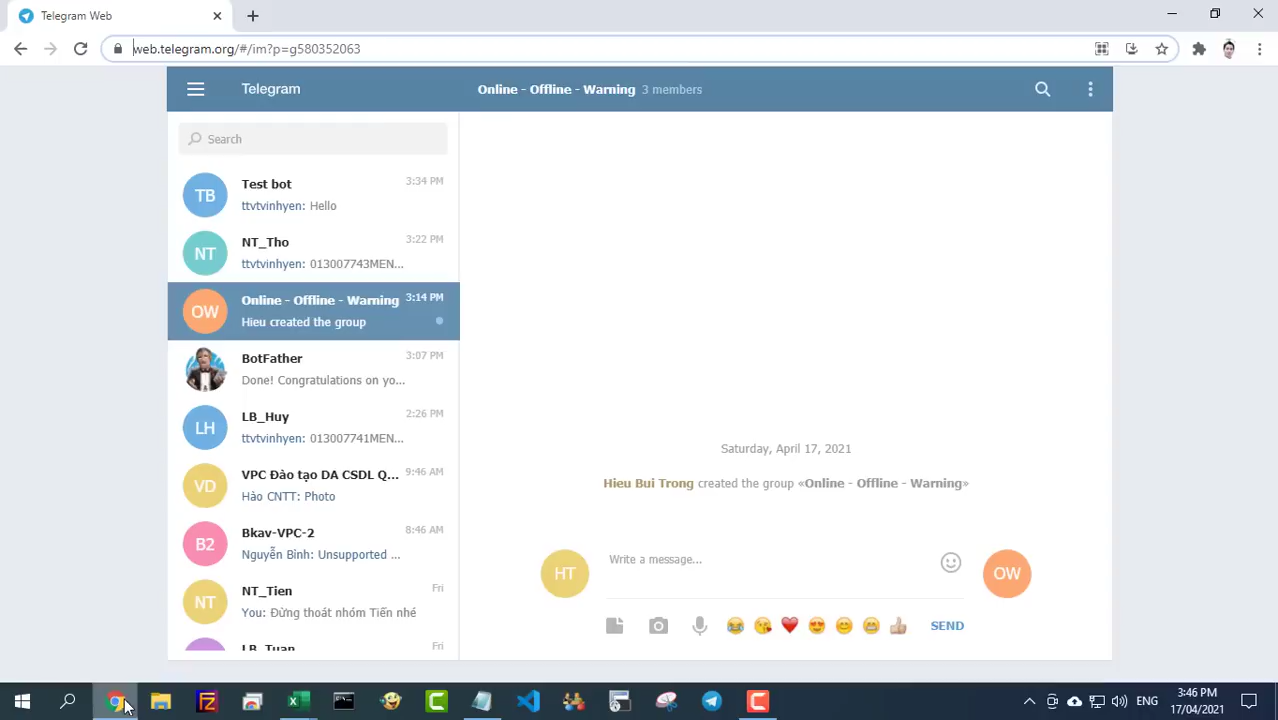 Telegram Web
web.telegram.org/#/im?p=g580352063
Telegram
Online - Offline - Warning 3 members
Search
TB
Test bot
3:34 PM
ttvtvinhyen: Hello
NT
NT_Tho
3:22 PM
ttvtvinhyen: 013007743MEN...
OW
Online - Offline - Warning
3:14 PM
Hieu created the group
BotFather
3:07 PM
Done! Congratulations on yo...
LH
LB_Huy
2:26 PM
ttvtvinhyen: 013007741MEN...
VD
VPC Đào tạo DA CSDL Q...
9:46 AM
Hào CNTT: Photo
B2
Bkav-VPC-2
8:46 AM
Nguyễn Bình: Unsupported ...
NT
NT_Tien
Fri
You: Đừng thoát nhóm Tiến nhé
LB_Tuan
Fri
Saturday, April 17, 2021
Hieu Bui Trong created the group «Online - Offline - Warning»
HT
Write a message...
OW
SEND
ENG
3:46 PM
17/04/2021